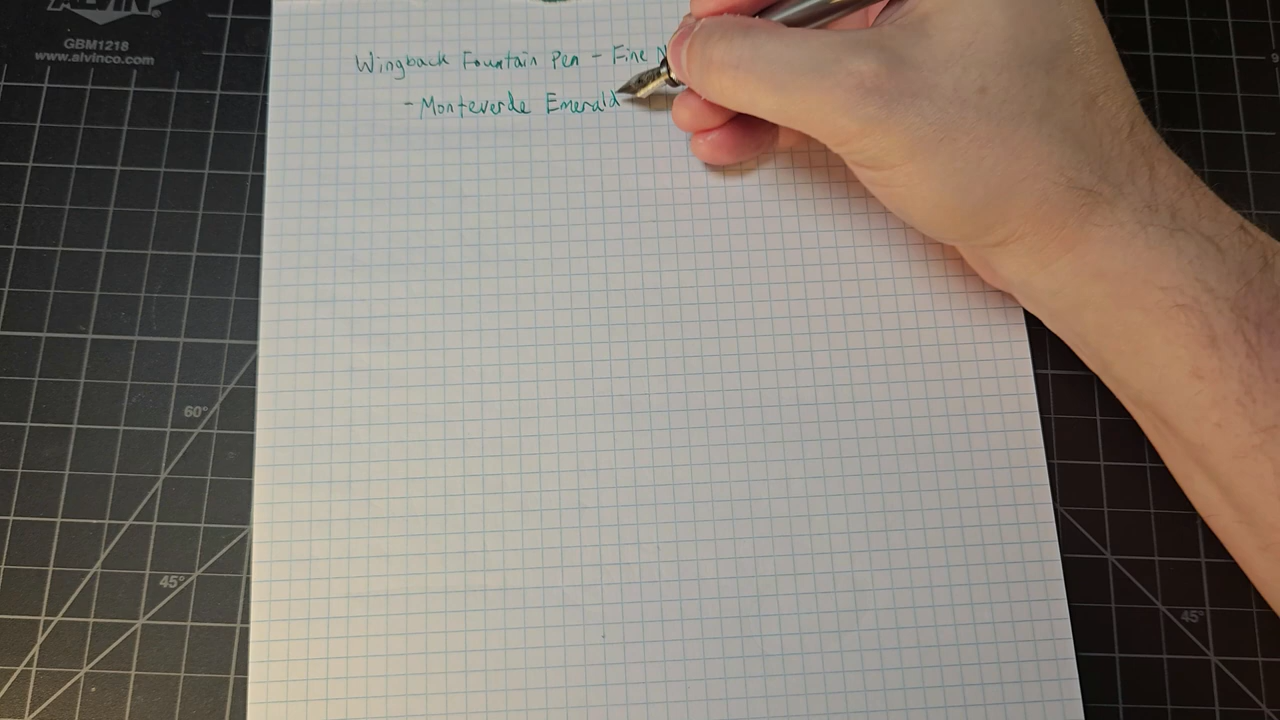 ALVIN®
GBM1218
www.alvinco.com
Wingback Fountain Pen - Fine N
- Monteverde Emerald
60°
45°
45°